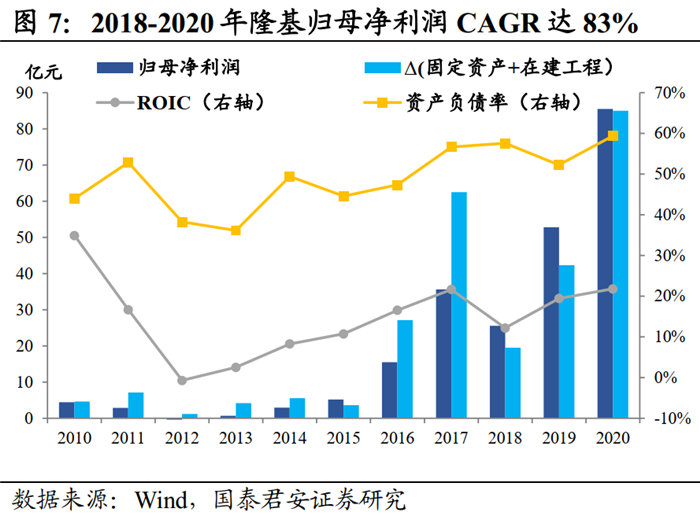 图 7：2018-2020 年隆基归母净利润 CAGR 达 83%
亿元
归母净利润
Δ(固定资产+在建工程）
ROIC（右轴）
资产负债率（右轴）
90
80
70
60
50
40
30
20
10
0
70%
60%
50%
40%
30%
20%
10%
0%
-10%
2010 2011 2012 2013 2014 2015 2016 2017 2018 2019 2020
数据来源：Wind，国泰君安证券研究